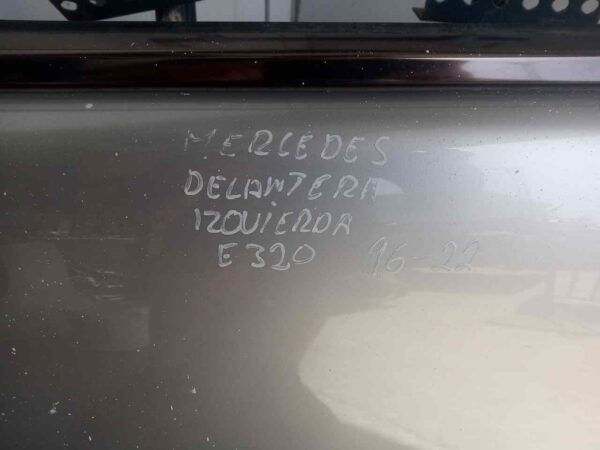 MERCEDES
DELANTERA
IZQUIERDA
E320 96-22